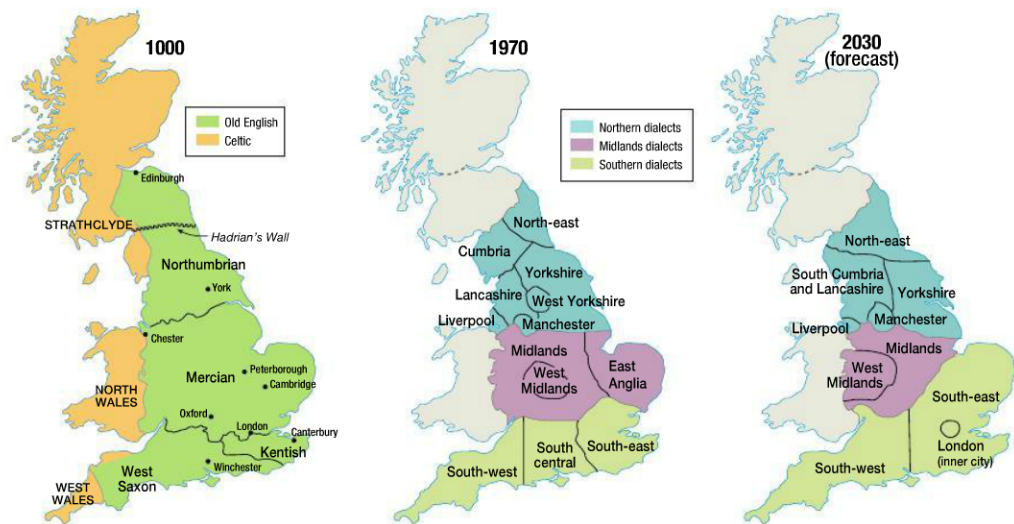 1000
Old English
Celtic
Edinburgh
STRATHCLYDE
Hadrian's Wall
Northumbrian
York
Chester
Mercian
Peterborough
Cambridge
NORTH
WALES
Oxford
London
Canterbury
Kentish
West
Saxon
Winchester
WEST
WALES
1970
Northern dialects
Midlands dialects
Southern dialects
North-east
Cumbria
Yorkshire
Lancashire
West Yorkshire
Liverpool
Manchester
Midlands
West
Midlands
East
Anglia
South-west
South
central
South-east
2030
(forecast)
North-east
South Cumbria
and Lancashire
Yorkshire
Liverpool
Manchester
Midlands
West
Midlands
South-east
London
(inner city)
South-west